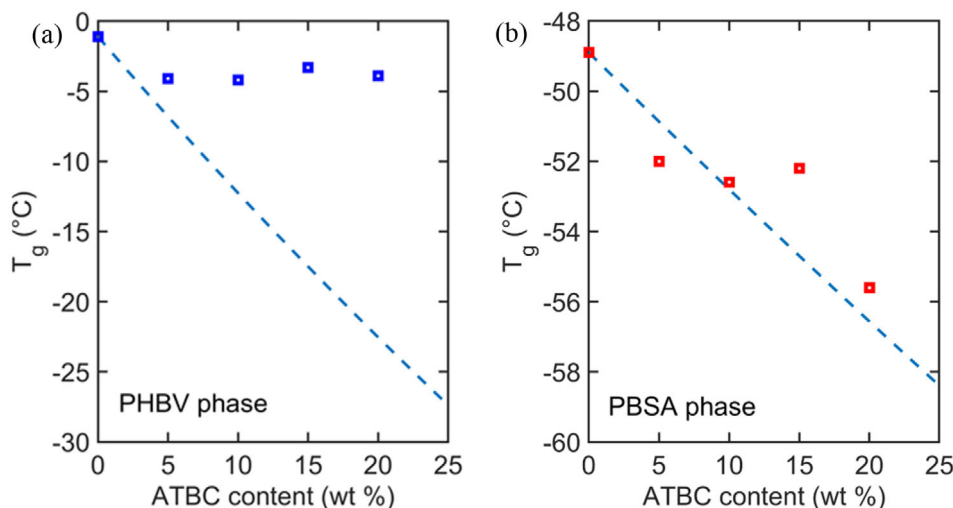 (a)
0
-5
-10
-15
-20
-25
-30
Tg (°C)
PHBV phase
0 5 10 15 20 25
ATBC content (wt %)
(b)
-48
-50
-52
-54
-56
-58
-60
Tg (°C)
PBSA phase
0 5 10 15 20 25
ATBC content (wt %)